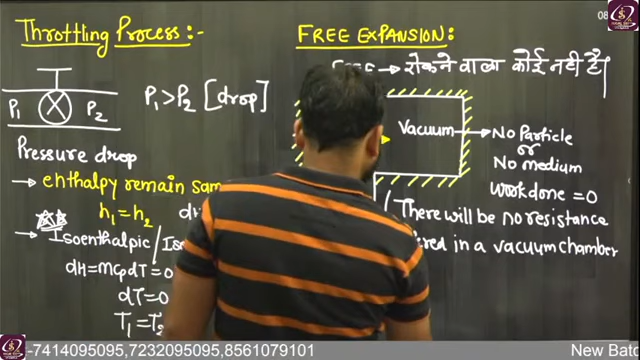 Throttling Process:-
P1 P2
P1 > P2 [drop]
Pressure drop
→ enthalpy remain sam
h1 = h2
→ Isoenthalpic /
dH = mCpdT = 0
dT = 0
T1 = T2
FREE EXPANSION:
→ रोकने वाला कोई नहीं है
Vacuum → No Particle
or
No medium
Workdone = 0
There will be no resistance
in a vacuum chamber
08
-7414095095,7232095095,8561079101
New Batc